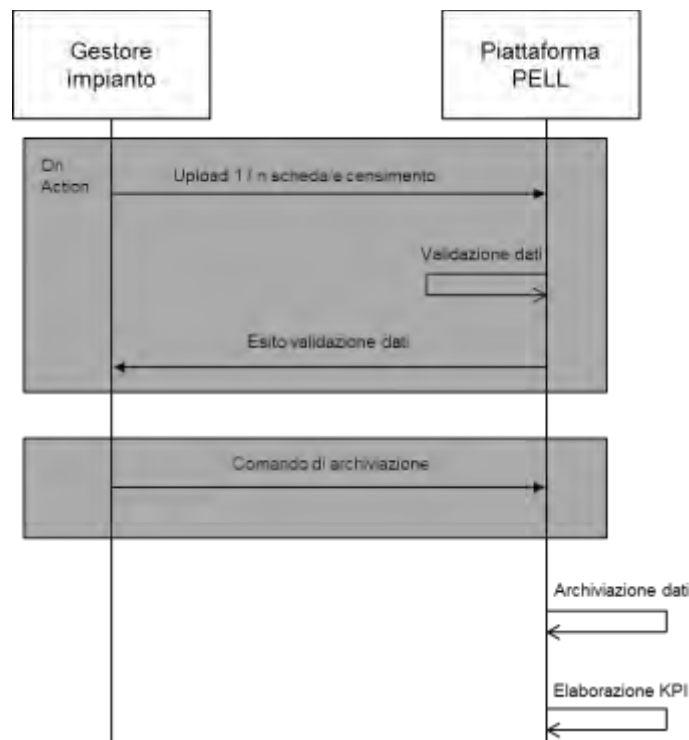 Gestore
impianto
Piattaforma
PELL
On
Action
Upload 1 / n scheda/e censimento
Validazione dati
Esito validazione dati
Comando di archiviazione
Archiviazione dati
Elaborazione KPI